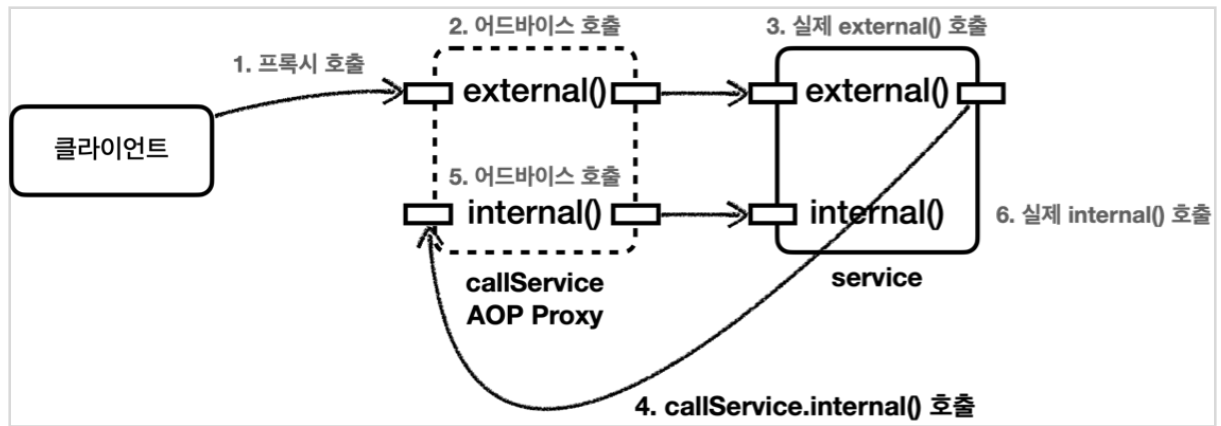 2. 어드바이스 호출
3. 실제 external() 호출
1. 프록시 호출
external()
external()
클라이언트
5. 어드바이스 호출
internal()
internal()
6. 실제 internal() 호출
callService
AOP Proxy
service
4. callService.internal() 호출